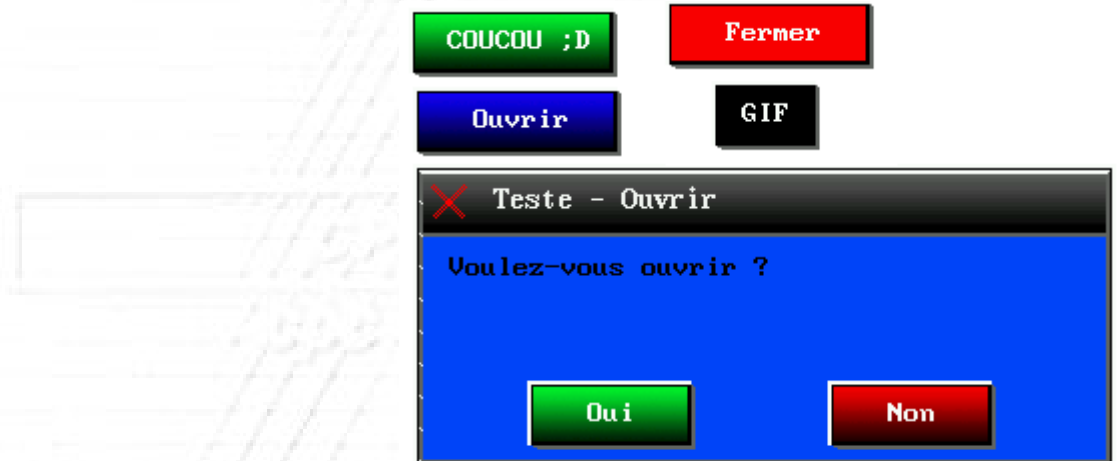 COUCOU ;D
Fermer
Ouvrir
GIF
Teste - Ouvrir
Voulez-vous ouvrir ?
Oui
Non